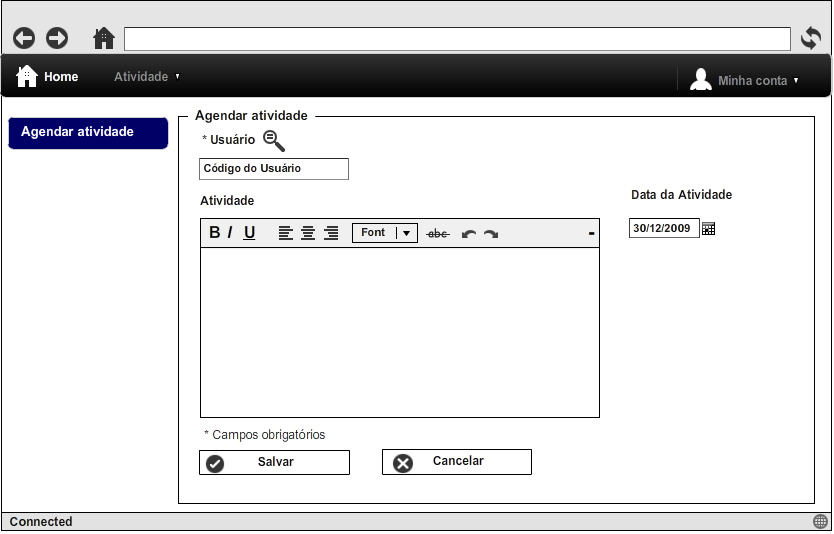 Home
Atividade
Minha conta
Agendar atividade
Agendar atividade
* Usuário
Código do Usuário
Atividade
Data da Atividade
B I U
Font
abc
30/12/2009
* Campos obrigatórios
Salvar
Cancelar
Connected